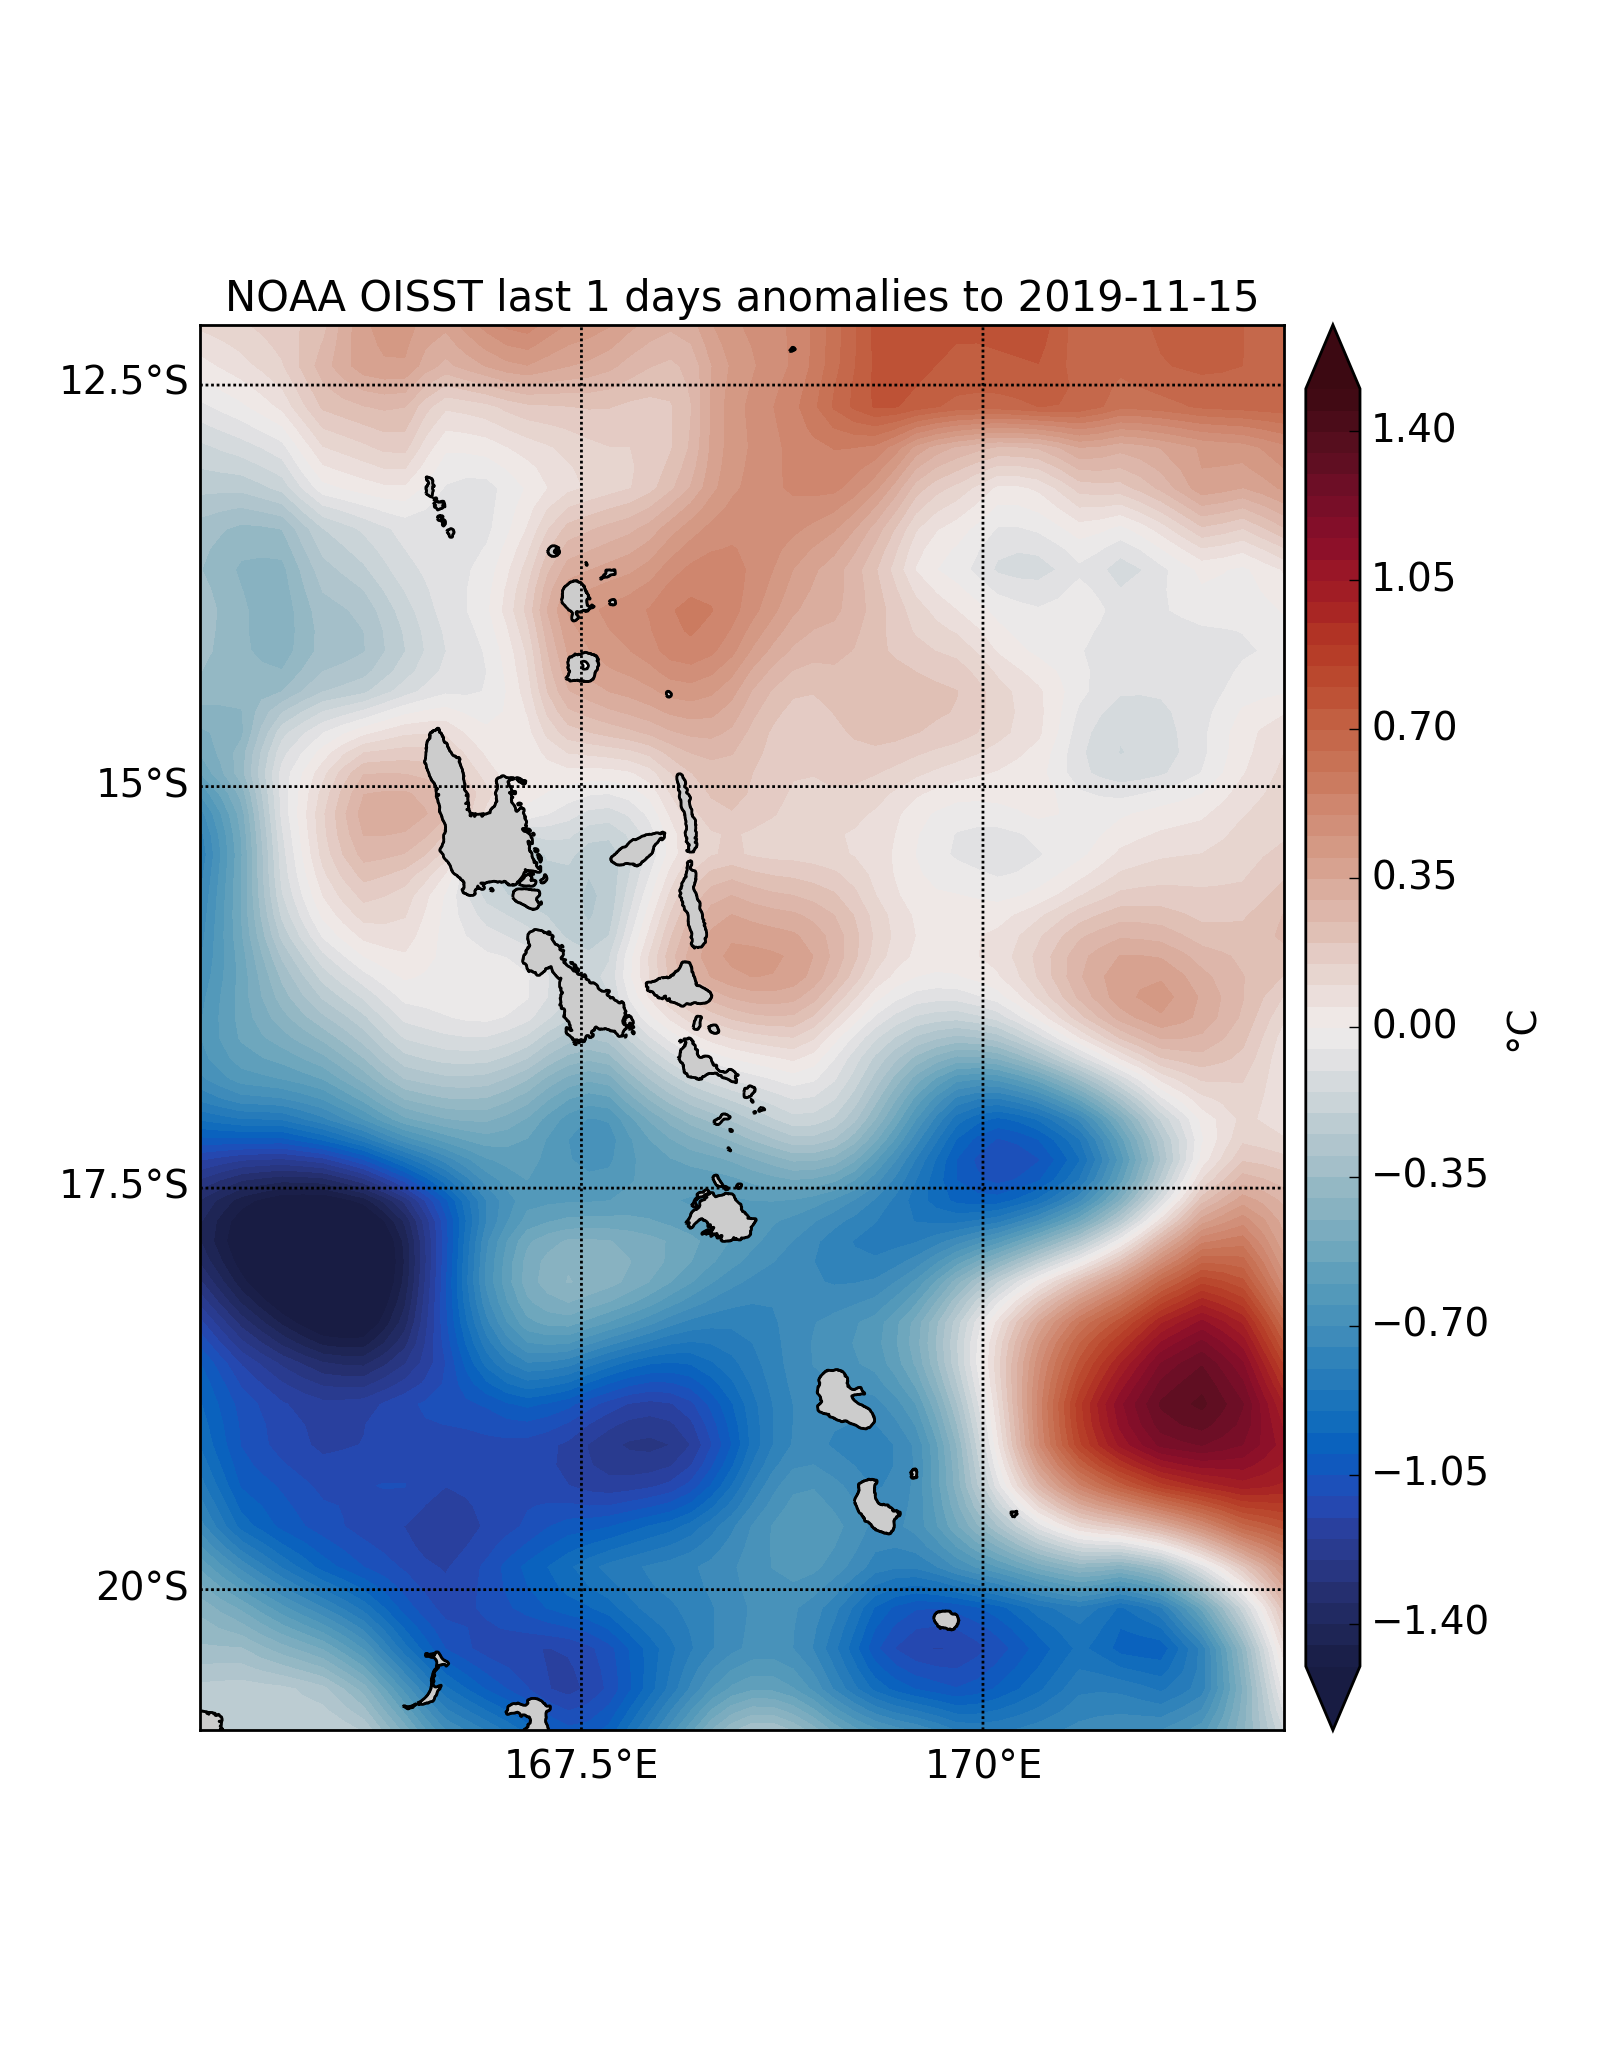 NOAA OISST last 1 days anomalies to 2019-11-15
12.5°S
15°S
17.5°S
20°S
167.5°E
170°E
1.40
1.05
0.70
0.35
0.00
−0.35
−0.70
−1.05
−1.40
°C